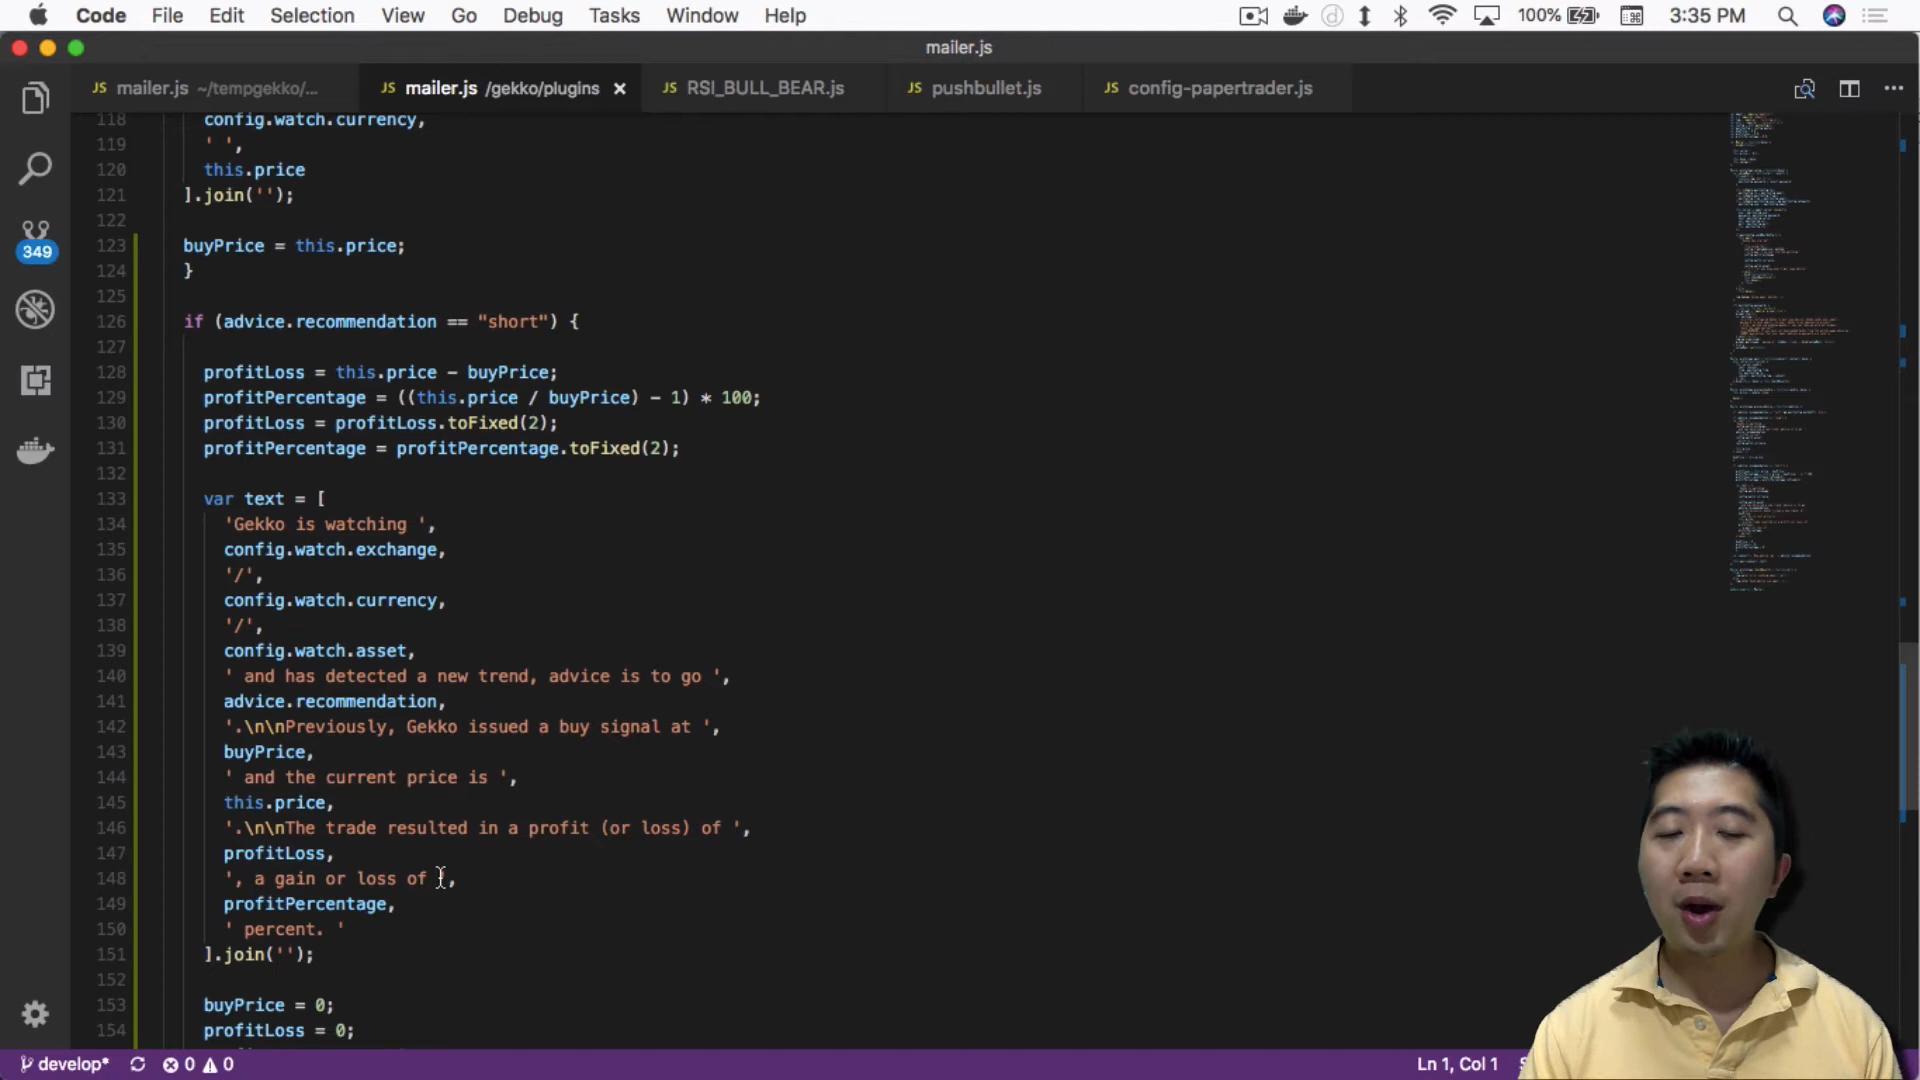 Code File Edit Selection View Go Debug Tasks Window Help 100% 3:35 PM
mailer.js
JS mailer.js ~/tempgekko/... JS mailer.js /gekko/plugins × JS RSI_BULL_BEAR.js JS pushbullet.js JS config-papertrader.js
349
118 config.watch.currency,
119 ' ',
120 this.price
121 ].join('');
122
123 buyPrice = this.price;
124 }
125
126 if (advice.recommendation == "short") {
127
128 profitLoss = this.price - buyPrice;
129 profitPercentage = ((this.price / buyPrice) - 1) * 100;
130 profitLoss = profitLoss.toFixed(2);
131 profitPercentage = profitPercentage.toFixed(2);
132
133 var text = [
134 'Gekko is watching ',
135 config.watch.exchange,
136 '/',
137 config.watch.currency,
138 '/',
139 config.watch.asset,
140 ' and has detected a new trend, advice is to go ',
141 advice.recommendation,
142 '.\n\nPreviously, Gekko issued a buy signal at ',
143 buyPrice,
144 ' and the current price is ',
145 this.price,
146 '.\n\nThe trade resulted in a profit (or loss) of ',
147 profitLoss,
148 ', a gain or loss of ',
149 profitPercentage,
150 ' percent. '
151 ].join('');
152
153 buyPrice = 0;
154 profitLoss = 0;
develop* 0 0 Ln 1, Col 1